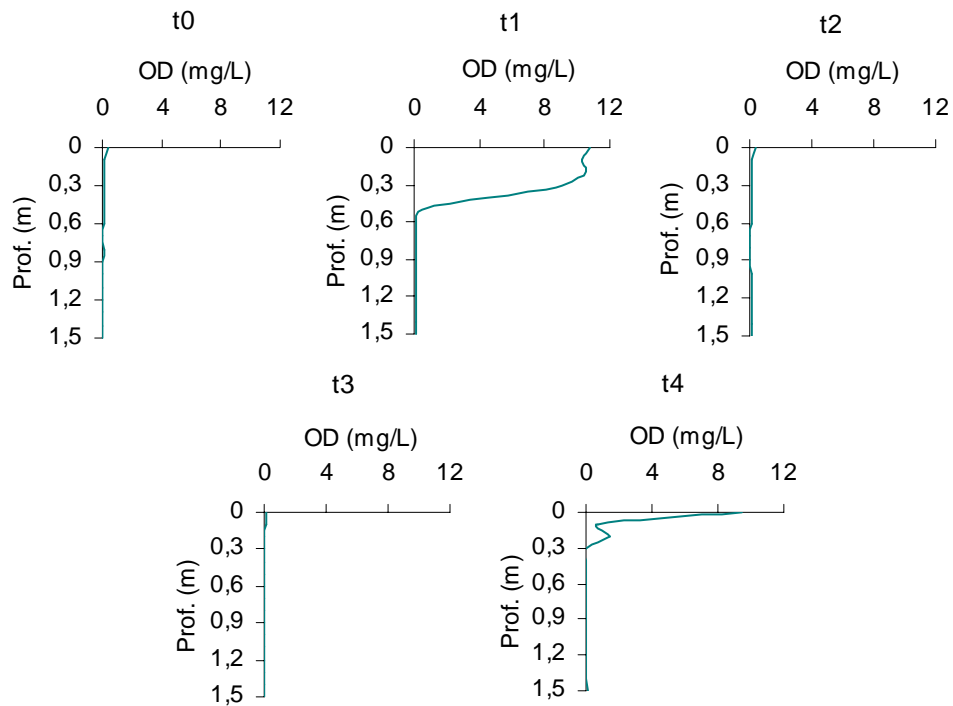 t0
OD (mg/L)
0 4 8 12
0
0,3
0,6
0,9
1,2
1,5
Prof. (m)
t1
OD (mg/L)
0 4 8 12
0
0,3
0,6
0,9
1,2
1,5
Prof. (m)
t2
OD (mg/L)
0 4 8 12
0
0,3
0,6
0,9
1,2
1,5
Prof. (m)
t3
OD (mg/L)
0 4 8 12
0
0,3
0,6
0,9
1,2
1,5
Prof. (m)
t4
OD (mg/L)
0 4 8 12
0
0,3
0,6
0,9
1,2
1,5
Prof. (m)